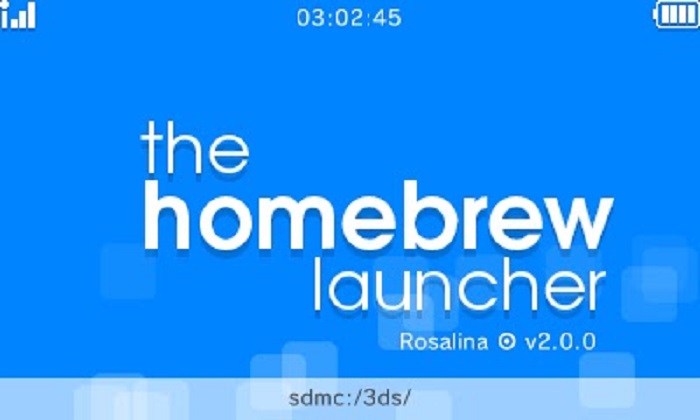 03:02:45
the
homebrew
launcher
Rosalina ⊙ v2.0.0
sdmc:/3ds/